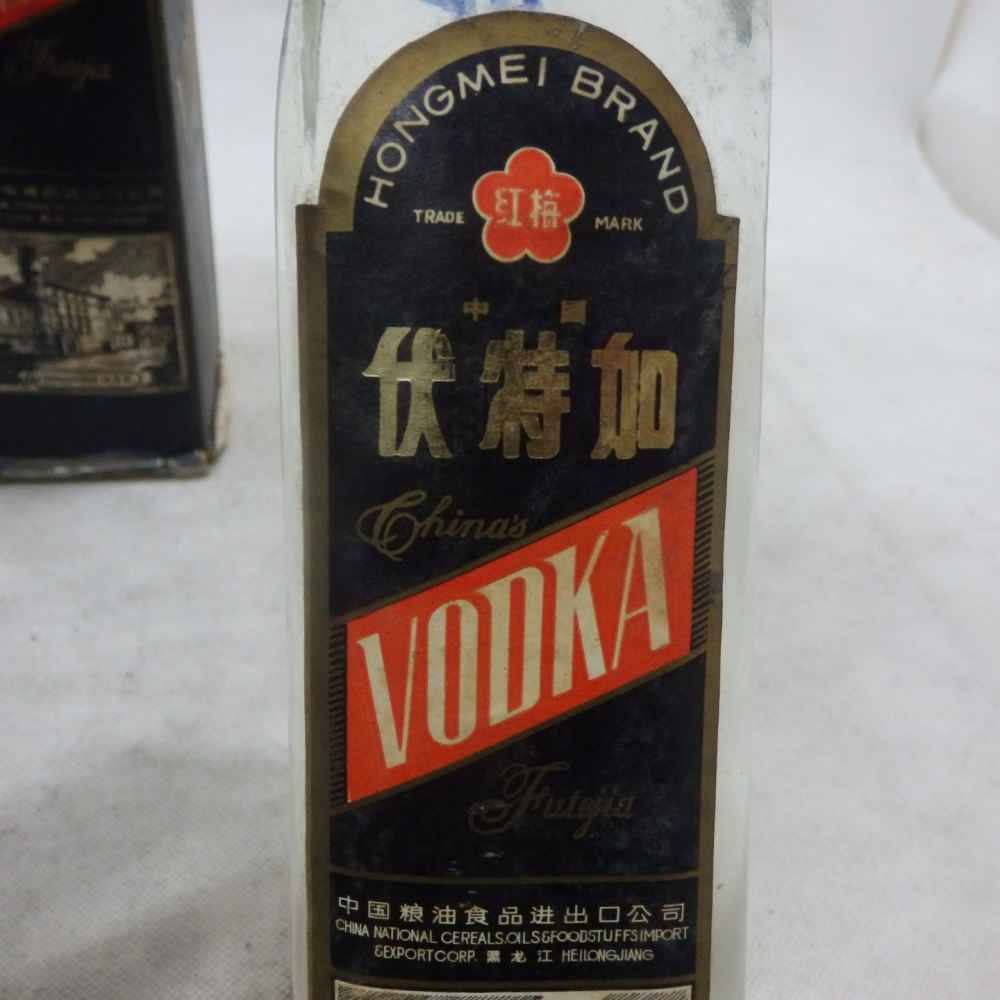 HONGMEI BRAND
TRADE 红梅 MARK
中国
伏特加
China's
VODKA
Futejia
中国粮油食品进出口公司
CHINA NATIONAL CEREALS.OILS&FOODSTUFFS IMPORT
&EXPORT CORP. 黑龙江 HEILONGJIANG